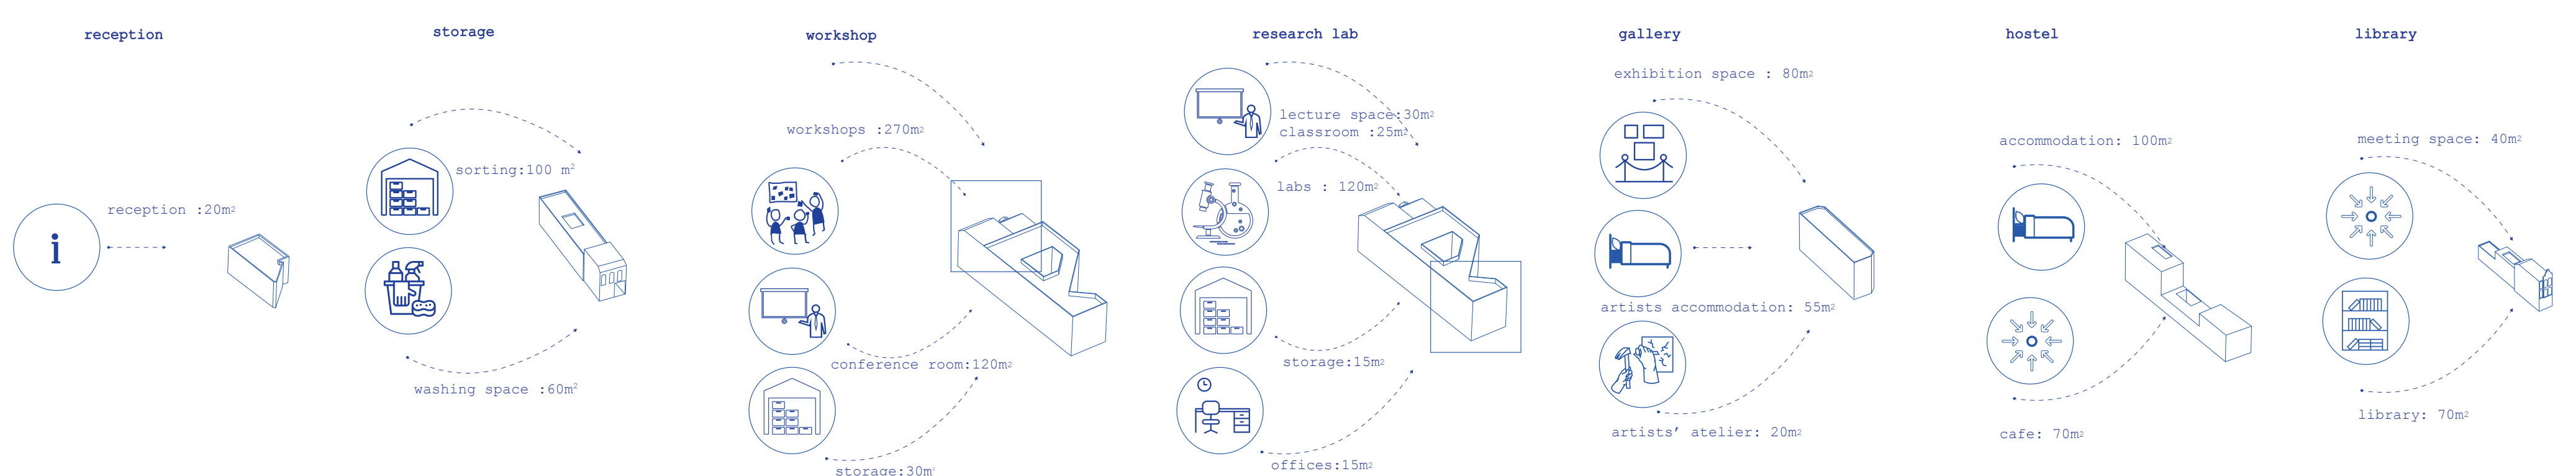 reception
reception :20m²
i
storage
sorting:100 m²
washing space :60m²
workshop
workshops :270m²
conference room:120m²
storage:30m²
research lab
lecture space:30m²
classroom :25m²
labs : 120m²
storage:15m²
offices:15m²
gallery
exhibition space : 80m²
artists accommodation: 55m²
artists’ atelier: 20m²
hostel
accommodation: 100m²
cafe: 70m²
library
meeting space: 40m²
library: 70m²